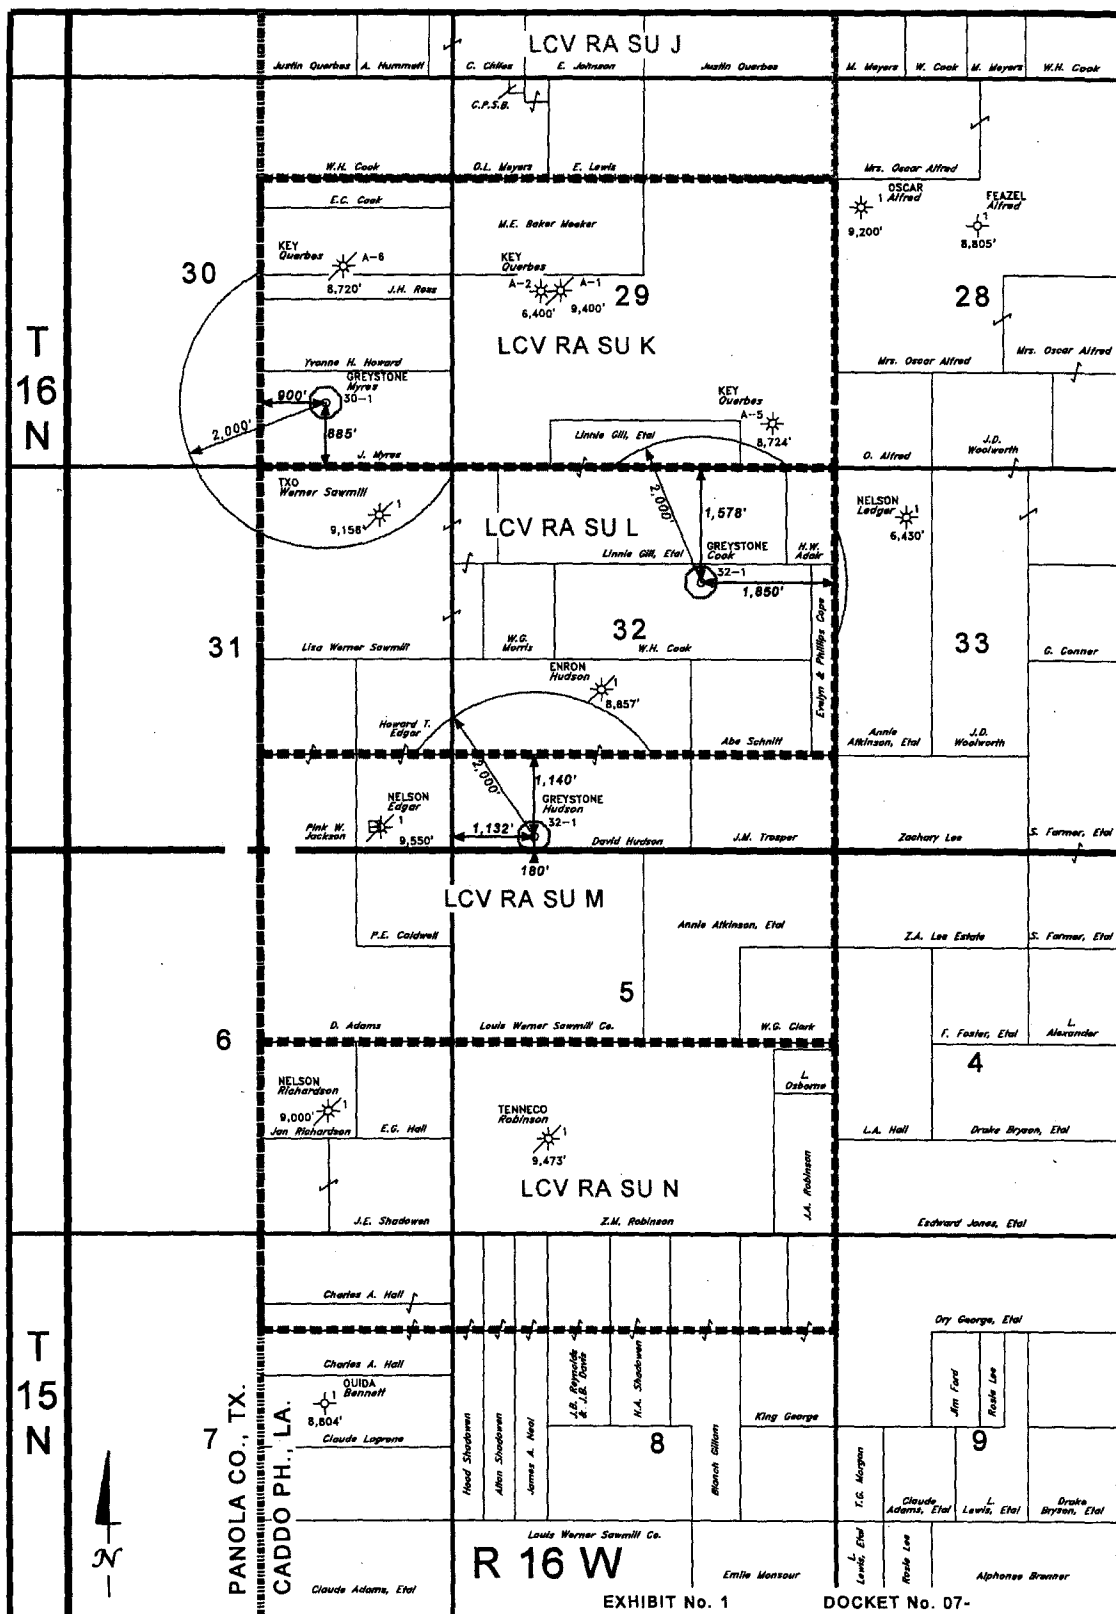 LCV RA SU J
Justin Querbes
A. Hummett
C. Chiles
E. Johnson
Justin Querbes
M. Meyers
W. Cook
M. Meyers
W.H. Cook
C.P.S.B.
W.H. Cook
D.L. Meyers
E. Lewis
Mrs. Oscar Alfred
E.C. Cook
M.E. Baker Meeker
OSCAR
Alfred
1
9,200'
FEAZEL
Alfred
1
8,805'
30
KEY
Querbes
A-6
8,720'
J.H. Ross
KEY
Querbes
A-2
A-1
6,400'
9,400'
29
28
LCV RA SU K
T
16
N
Yvonne H. Howard
Mrs. Oscar Alfred
Mrs. Oscar Alfred
GREYSTONE
Myres
30-1
900'
2,000'
885'
J. Myres
KEY
Querbes
A-5
8,724'
Linnie Gill, Etal
O. Alfred
J.D.
Woolworth
TXO
Werner Sawmill
1
9,158'
LCV RA SU L
2,000'
1,578'
NELSON
Ledger
1
6,430'
Linnie Gill, Etal
GREYSTONE
Cook
32-1
H.W.
Adair
1,850'
31
Lisa Werner Sawmill
W.G.
Morris
32
W.H. Cook
Evelyn & Phillips Cope
33
G. Conner
ENRON
Hudson
1
8,857'
Howard T.
Edgar
Abe Schnitt
Annie
Atkinson, Etal
J.D.
Woolworth
2,000'
1,140'
NELSON
Edgar
1
9,550'
GREYSTONE
Hudson
32-1
1,132'
Pink W.
Jackson
David Hudson
J.M. Trosper
Zachary Lee
S. Farmer, Etal
180'
LCV RA SU M
P.E. Caldwell
Annie Atkinson, Etal
Z.A. Lee Estate
S. Farmer, Etal
5
6
D. Adams
Louis Werner Sawmill Co.
W.G. Clark
F. Foster, Etal
L.
Alexander
4
NELSON
Richardson
1
9,000'
Jan Richardson
E.G. Hall
TENNECO
Robinson
1
9,473'
L.
Osborne
L.A. Hall
Drake Bryson, Etal
LCV RA SU N
J.A. Robinson
J.E. Shadowen
Z.M. Robinson
Esdward Jones, Etal
Charles A. Hall
Dry George, Etal
T
15
N
Charles A. Hall
OUIDA
Bennett
1
8,804'
Claude Lagrone
7
Hood Shadowen
Allan Shadowen
James A. Neal
J.B. Reynolds
& J.B. Davis
H.A. Shadowen
8
Blanch Gillam
King George
Jim Ford
Rosie Lee
9
T.G. Morgan
Claude
Adams, Etal
L.
Lewis, Etal
Drake
Bryson, Etal
PANOLA CO., TX.
CADDO PH., LA.
N
Louis Werner Sawmill Co.
R 16 W
Claude Adams, Etal
Emile Monsour
L.
Lewis, Etal
Rosie Lee
Alphonse Brenner
EXHIBIT No. 1
DOCKET No. 07-